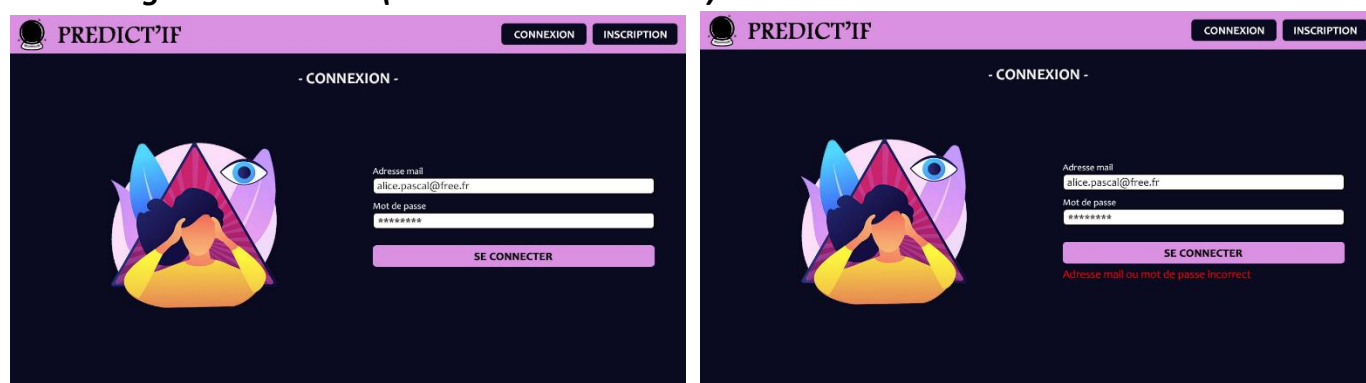 PREDICT'IF
CONNEXION
INSCRIPTION
- CONNEXION -
Adresse mail
alice.pascal@free.fr
Mot de passe
********
SE CONNECTER
PREDICT'IF
CONNEXION
INSCRIPTION
- CONNEXION -
Adresse mail
alice.pascal@free.fr
Mot de passe
********
SE CONNECTER
Adresse mail ou mot de passe incorrect